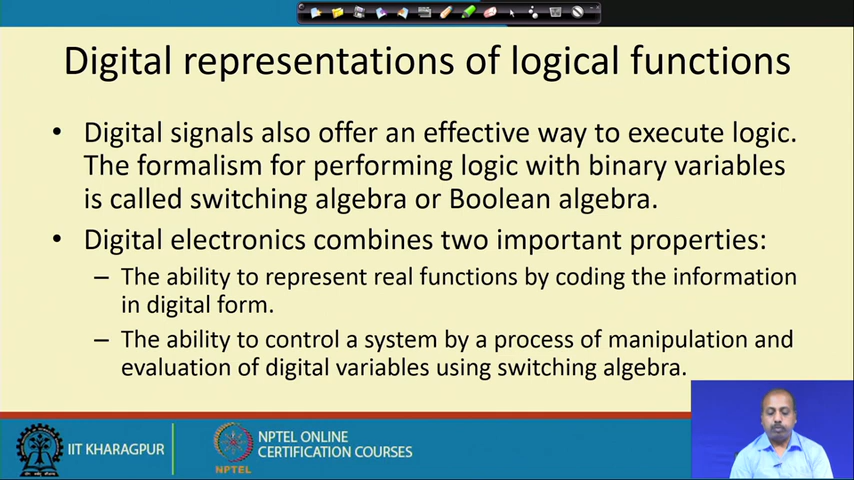 Digital representations of logical functions
• Digital signals also offer an effective way to execute logic.
The formalism for performing logic with binary variables
is called switching algebra or Boolean algebra.
• Digital electronics combines two important properties:
– The ability to represent real functions by coding the information
in digital form.
– The ability to control a system by a process of manipulation and
evaluation of digital variables using switching algebra.
IIT KHARAGPUR
NPTEL
NPTEL ONLINE
CERTIFICATION COURSES